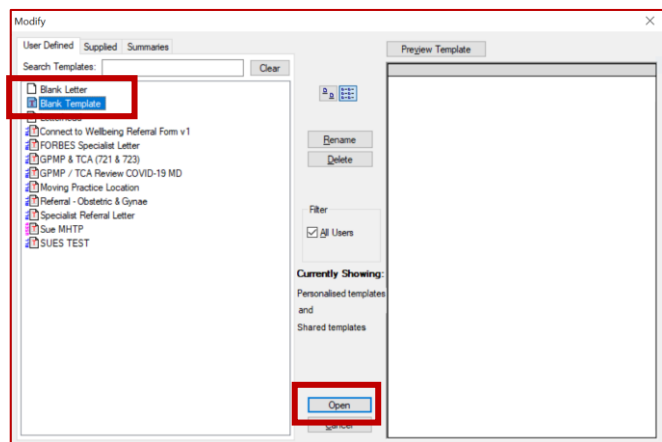 Modify
User Defined Supplied Summaries
Preview Template
Search Templates:
Clear
Blank Letter
Blank Template
Connect to Wellbeing Referral Form v1
FORBES Specialist Letter
GPMP & TCA (721 & 723)
GPMP / TCA Review COVID-19 MD
Moving Practice Location
Referral - Obstetric & Gynae
Specialist Referral Letter
Sue MHTP
SUES TEST
Rename
Delete
Filter
All Users
Currently Showing:
Personalised templates
and
Shared templates
Open
Cancel